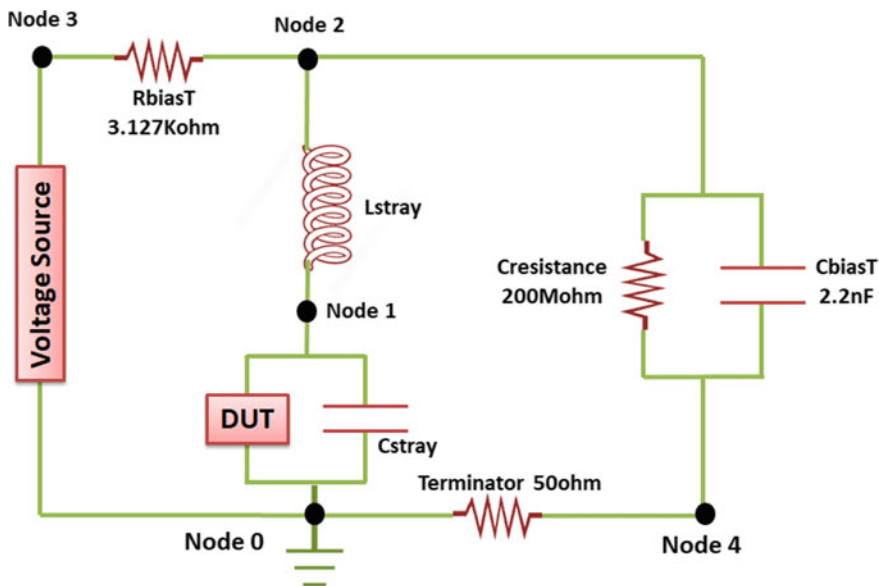 Node 3
Node 2
RbiasT
3.127Kohm
Voltage Source
Lstray
Cresistance
200Mohm
CbiasT
2.2nF
Node 1
DUT
Cstray
Terminator 50ohm
Node 0
Node 4